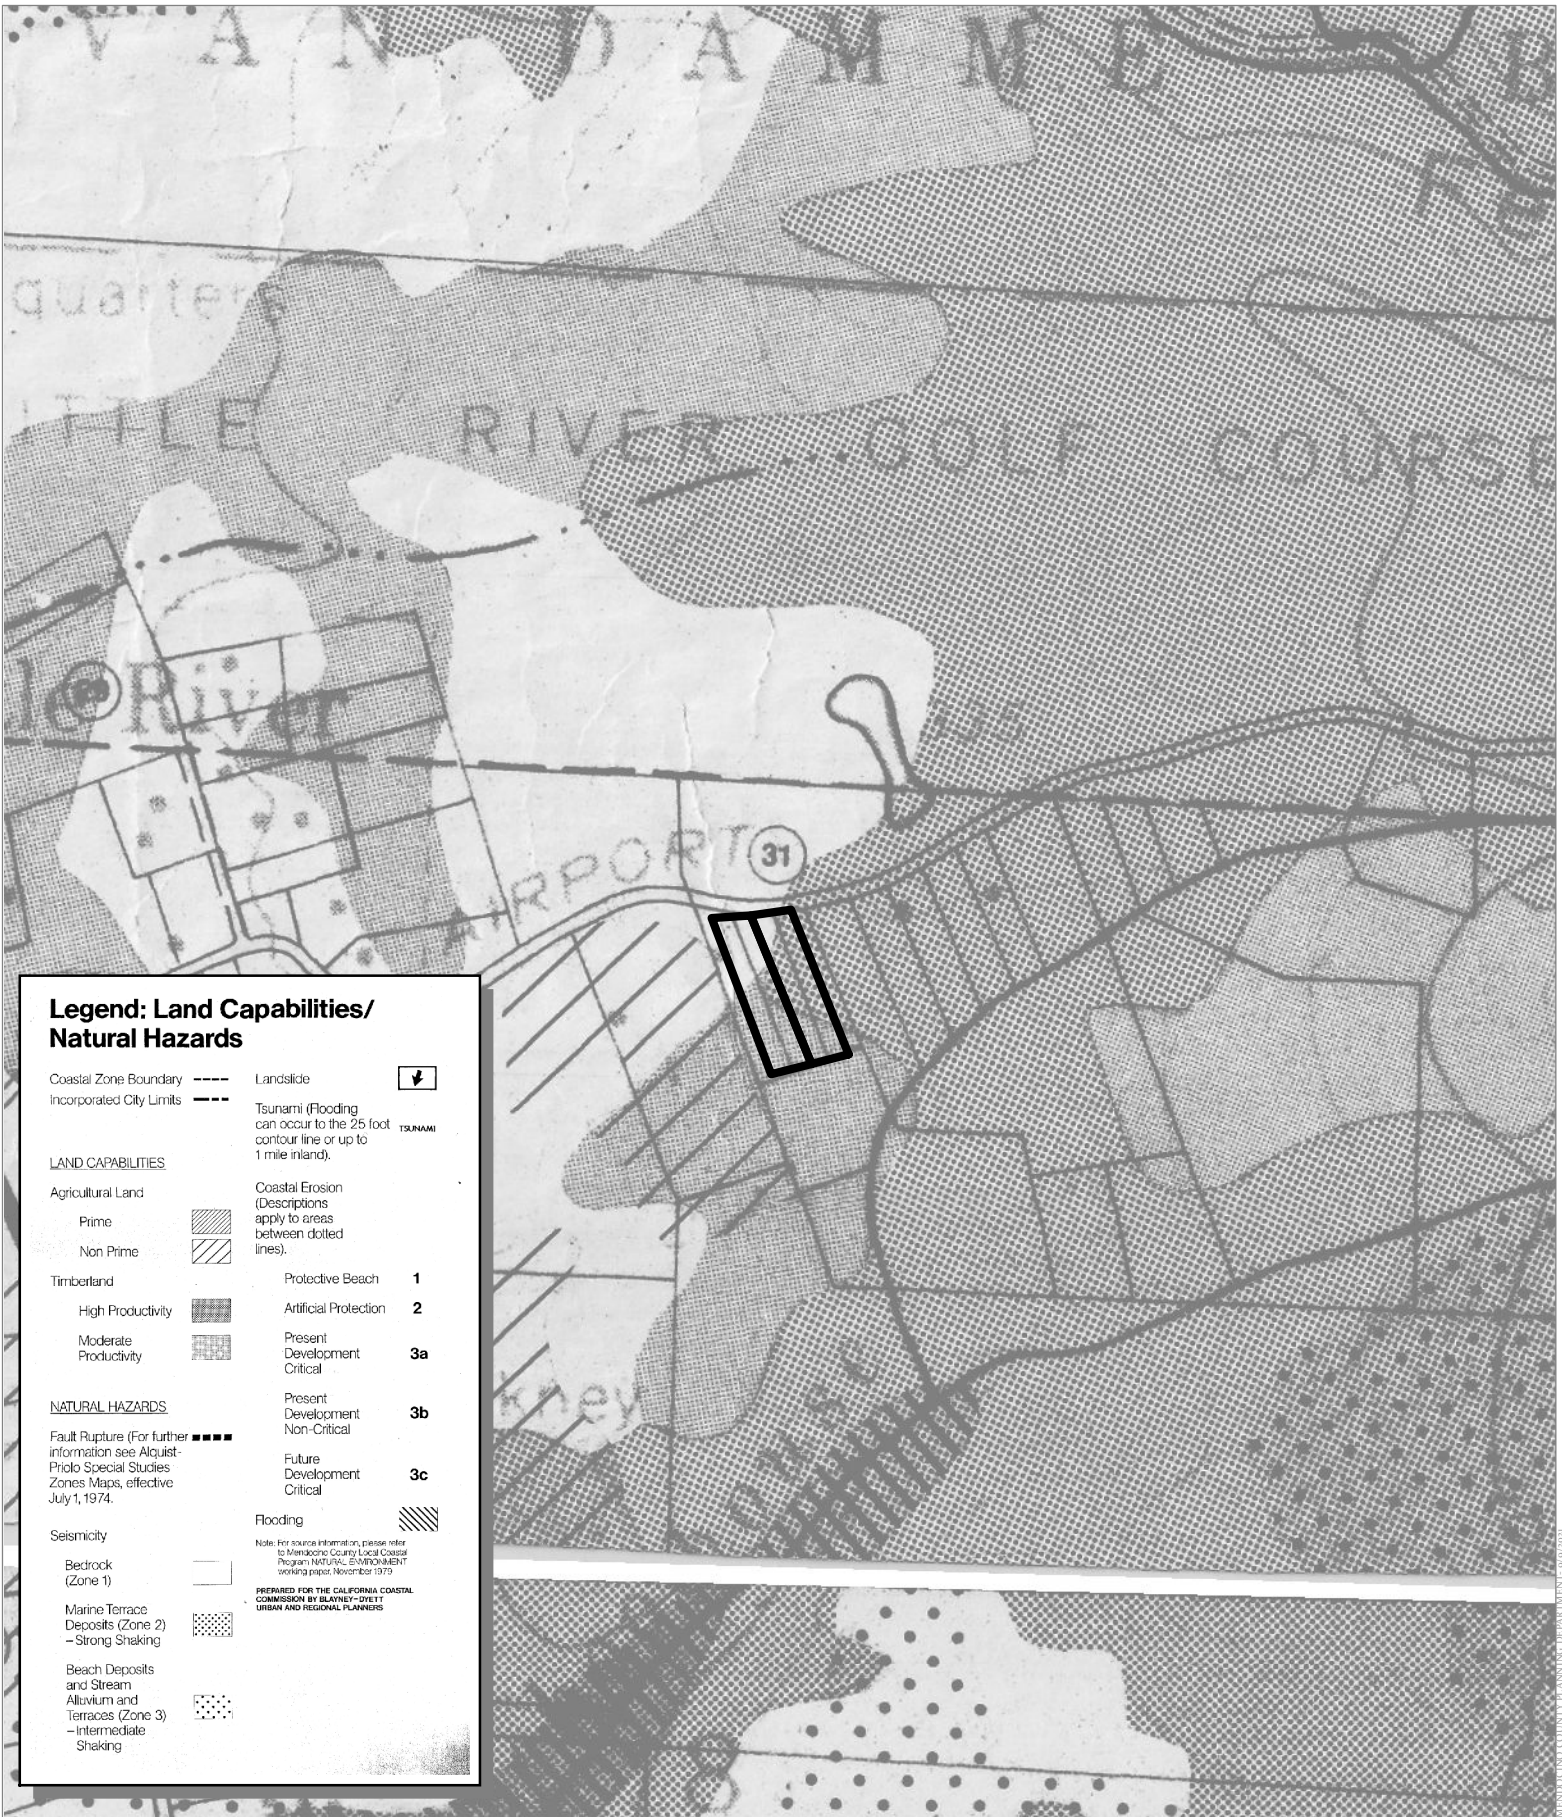 VAN DAMME
quarters
RIVER GOLF COURSE
River
AIRPORT
31
kney
Legend: Land Capabilities/
Natural Hazards
Coastal Zone Boundary
Incorporated City Limits
LAND CAPABILITIES
Agricultural Land
Prime
Non Prime
Timberland
High Productivity
Moderate
Productivity
NATURAL HAZARDS
Fault Rupture (For further
information see Alquist-
Priolo Special Studies
Zones Maps, effective
July 1, 1974.
Seismicity
Bedrock
(Zone 1)
Marine Terrace
Deposits (Zone 2)
–Strong Shaking
Beach Deposits
and Stream
Alluvium and
Terraces (Zone 3)
–Intermediate
Shaking
Landslide
Tsunami (Flooding
can occur to the 25 foot
contour line or up to
1 mile inland).
TSUNAMI
Coastal Erosion
(Descriptions
apply to areas
between dotted
lines).
Protective Beach 1
Artificial Protection 2
Present
Development 3a
Critical
Present
Development 3b
Non-Critical
Future
Development 3c
Critical
Flooding
Note: For source information, please refer
to Mendocino County Local Coastal
Program NATURAL ENVIRONMENT
working paper, November 1979
PREPARED FOR THE CALIFORNIA COASTAL
COMMISSION BY BLAYNEY-DYETT
URBAN AND REGIONAL PLANNERS